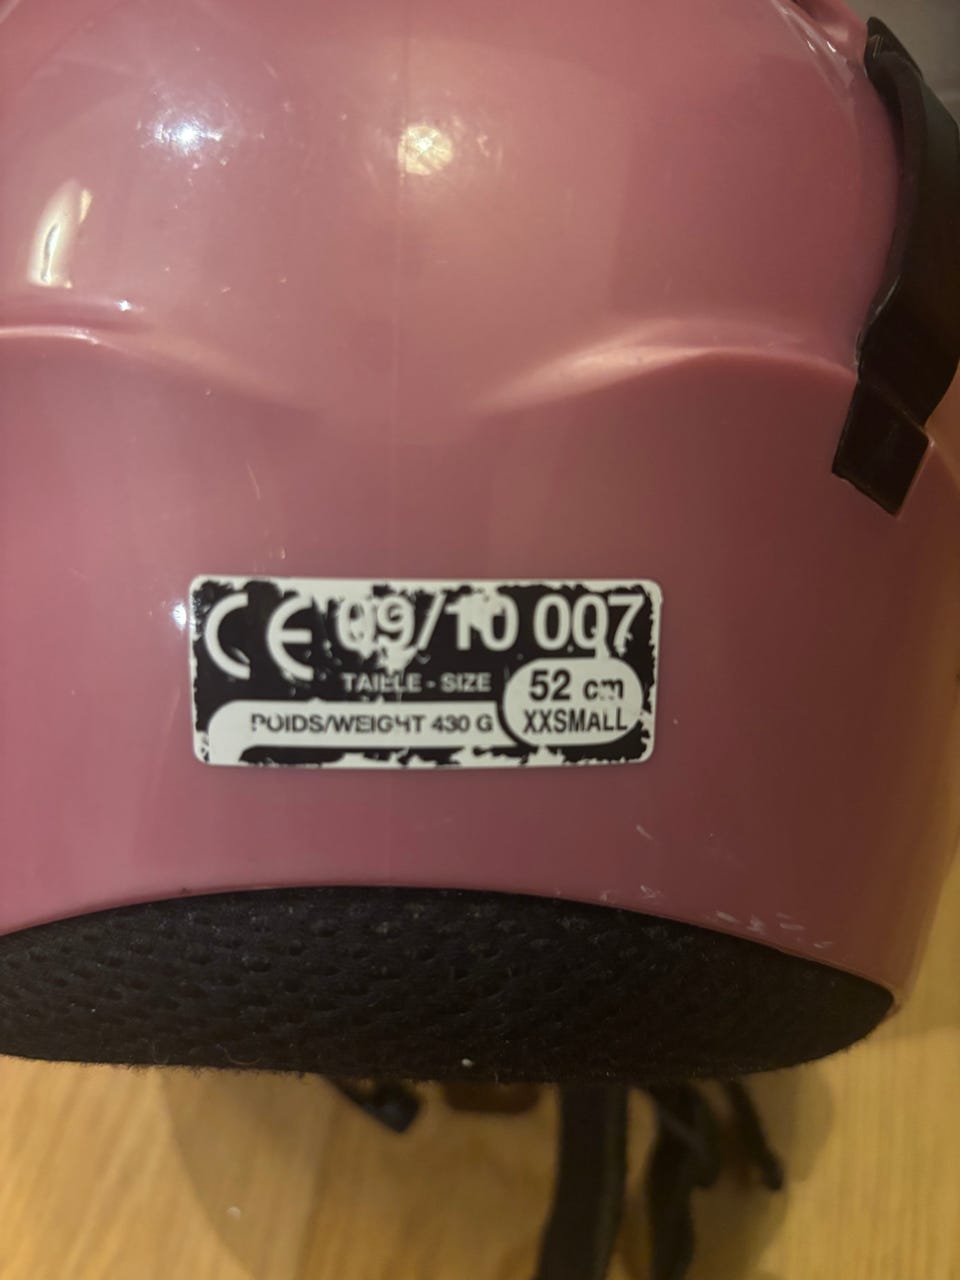 CE 09/10 007
TAILLE - SIZE
52 cm
POIDS/WEIGHT 430 G
XXSMALL